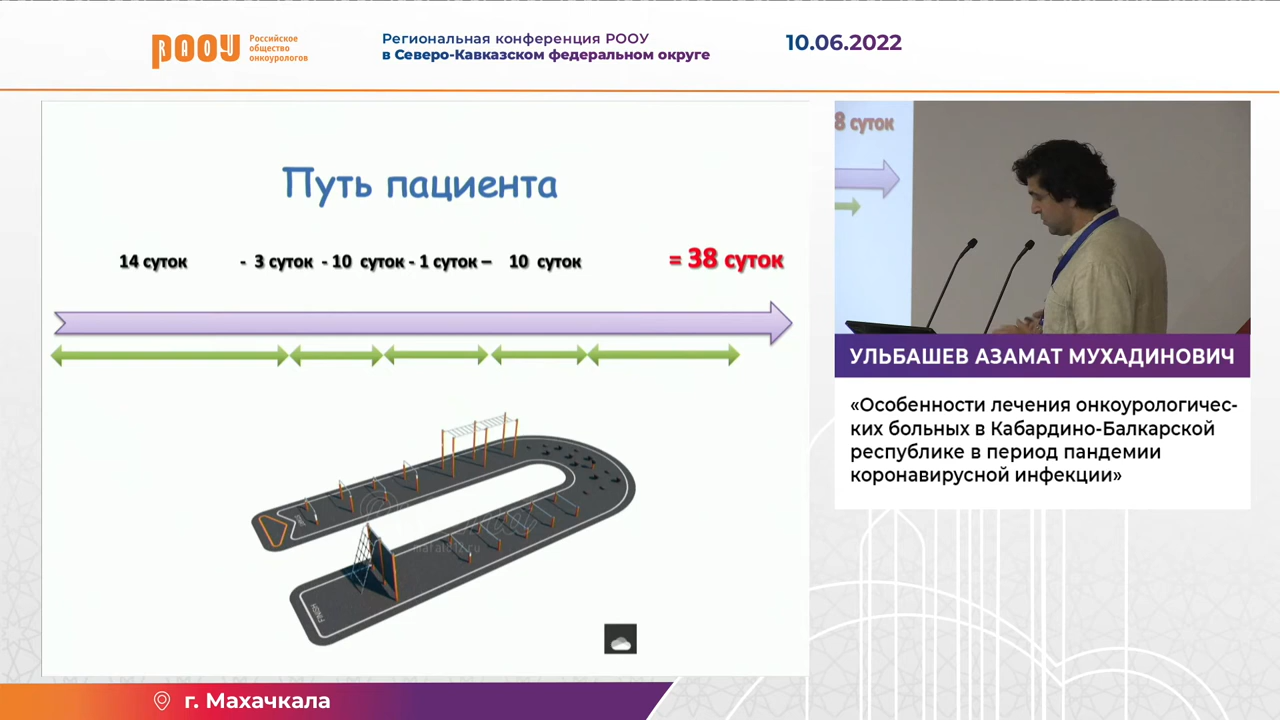 РООУ
Российское
общество
онкоурологов
Региональная конференция РООУ
в Северо-Кавказском федеральном округе
10.06.2022
Путь пациента
14 суток - 3 суток - 10 суток - 1 суток – 10 суток = 38 суток
FINISH
8 суток
УЛЬБАШЕВ АЗАМАТ МУХАДИНОВИЧ
«Особенности лечения онкоурологичес-
ких больных в Кабардино-Балкарской
республике в период пандемии
коронавирусной инфекции»
г. Махачкала